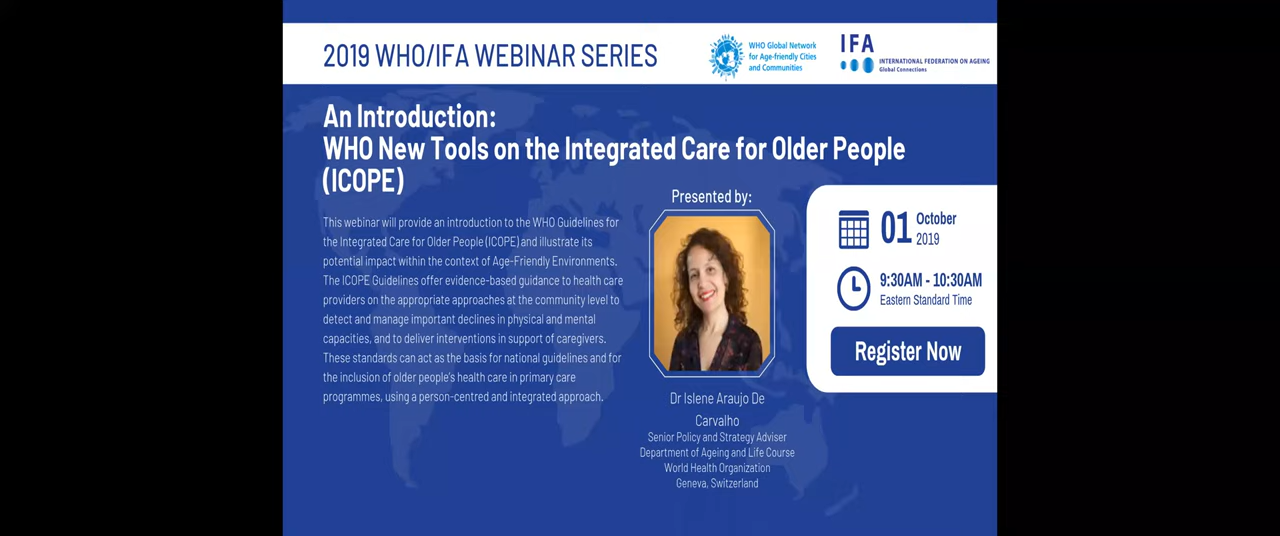 2019 WHO/IFA WEBINAR SERIES
WHO Global Network
for Age-friendly Cities
and Communities
IFA
INTERNATIONAL FEDERATION ON AGEING
Global Connections
An Introduction:
WHO New Tools on the Integrated Care for Older People
(ICOPE)
This webinar will provide an introduction to the WHO Guidelines for
the Integrated Care for Older People (ICOPE) and illustrate its
potential impact within the context of Age-Friendly Environments.
The ICOPE Guidelines offer evidence-based guidance to health care
providers on the appropriate approaches at the community level to
detect and manage important declines in physical and mental
capacities, and to deliver interventions in support of caregivers.
These standards can act as the basis for national guidelines and for
the inclusion of older people's health care in primary care
programmes, using a person-centred and integrated approach.
Presented by:
Dr Islene Araujo De
Carvalho
Senior Policy and Strategy Adviser
Department of Ageing and Life Course
World Health Organization
Geneva, Switzerland
01 October
2019
9:30AM - 10:30AM
Eastern Standard Time
Register Now